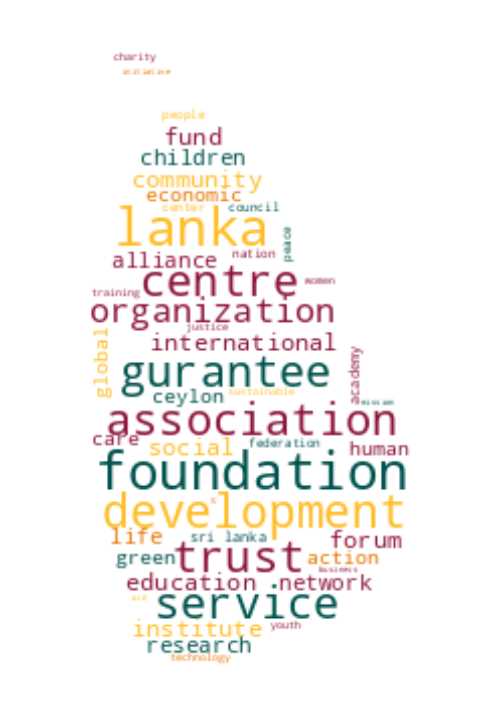 charity
initiative
people
fund
children
community
economic
center council
lanka
peace
nation
alliance
centre women
training
organization
justice
international
global
gurantee
academy
ceylon sustainable
mission
association
care
social federation human
foundation
development
life sri lanka forum
green trust action
business
education network
aid
service
institute youth
research
technology